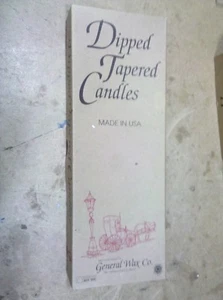 Dipped
Tapered
Candles
MADE IN USA
General Wax Co.